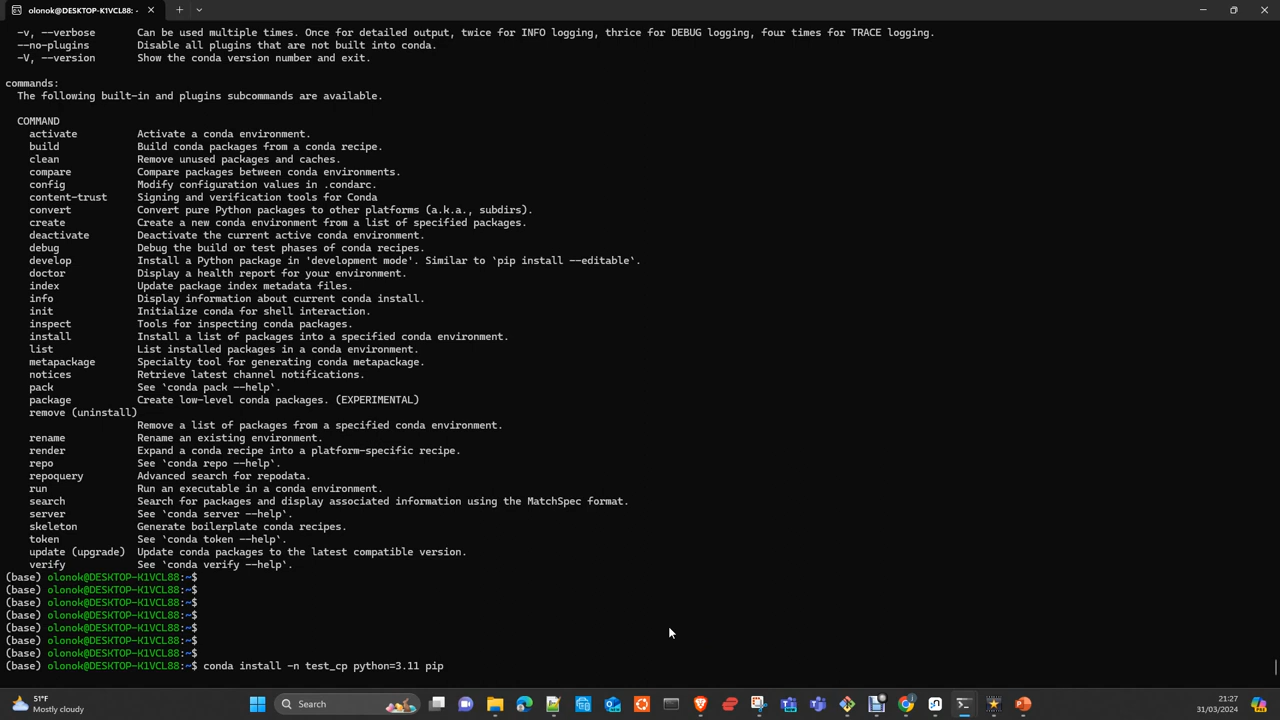 olonok@DESKTOP-K1VCL88: ~
-v, --verbose Can be used multiple times. Once for detailed output, twice for INFO logging, thrice for DEBUG logging, four times for TRACE logging.
--no-plugins Disable all plugins that are not built into conda.
-V, --version Show the conda version number and exit.
commands:
The following built-in and plugins subcommands are available.
COMMAND
activate Activate a conda environment.
build Build conda packages from a conda recipe.
clean Remove unused packages and caches.
compare Compare packages between conda environments.
config Modify configuration values in .condarc.
content-trust Signing and verification tools for Conda
convert Convert pure Python packages to other platforms (a.k.a., subdirs).
create Create a new conda environment from a list of specified packages.
deactivate Deactivate the current active conda environment.
debug Debug the build or test phases of conda recipes.
develop Install a Python package in 'development mode'. Similar to `pip install --editable`.
doctor Display a health report for your environment.
index Update package index metadata files.
info Display information about current conda install.
init Initialize conda for shell interaction.
inspect Tools for inspecting conda packages.
install Install a list of packages into a specified conda environment.
list List installed packages in a conda environment.
metapackage Specialty tool for generating conda metapackage.
notices Retrieve latest channel notifications.
pack See `conda pack --help`.
package Create low-level conda packages. (EXPERIMENTAL)
remove (uninstall)
Remove a list of packages from a specified conda environment.
rename Rename an existing environment.
render Expand a conda recipe into a platform-specific recipe.
repo See `conda repo --help`.
repoquery Advanced search for repodata.
run Run an executable in a conda environment.
search Search for packages and display associated information using the MatchSpec format.
server See `conda server --help`.
skeleton Generate boilerplate conda recipes.
token See `conda token --help`.
update (upgrade) Update conda packages to the latest compatible version.
verify See `conda verify --help`.
(base) olonok@DESKTOP-K1VCL88:~$
(base) olonok@DESKTOP-K1VCL88:~$
(base) olonok@DESKTOP-K1VCL88:~$
(base) olonok@DESKTOP-K1VCL88:~$
(base) olonok@DESKTOP-K1VCL88:~$
(base) olonok@DESKTOP-K1VCL88:~$
(base) olonok@DESKTOP-K1VCL88:~$
(base) olonok@DESKTOP-K1VCL88:~$ conda install -n test_cp python=3.11 pip
51°F
Mostly cloudy
Search
21:27
31/03/2024